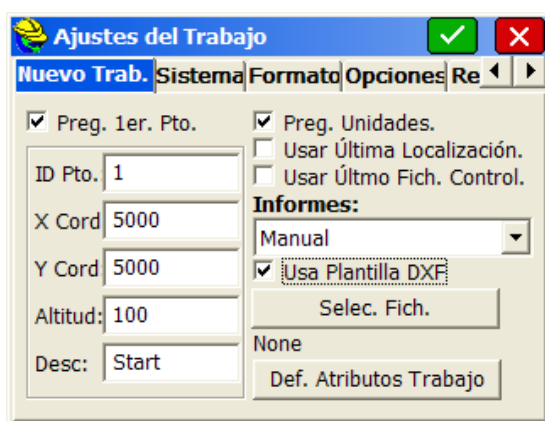 Ajustes del Trabajo
Nuevo Trab. Sistema Formato Opciones Re
Preg. 1er. Pto.
ID Pto.: 1
X Cord 5000
Y Cord 5000
Altitud: 100
Desc: Start
Preg. Unidades.
Usar Última Localización.
Usar Últmo Fich. Control.
Informes:
Manual
Usa Plantilla DXF
Selec. Fich.
None
Def. Atributos Trabajo